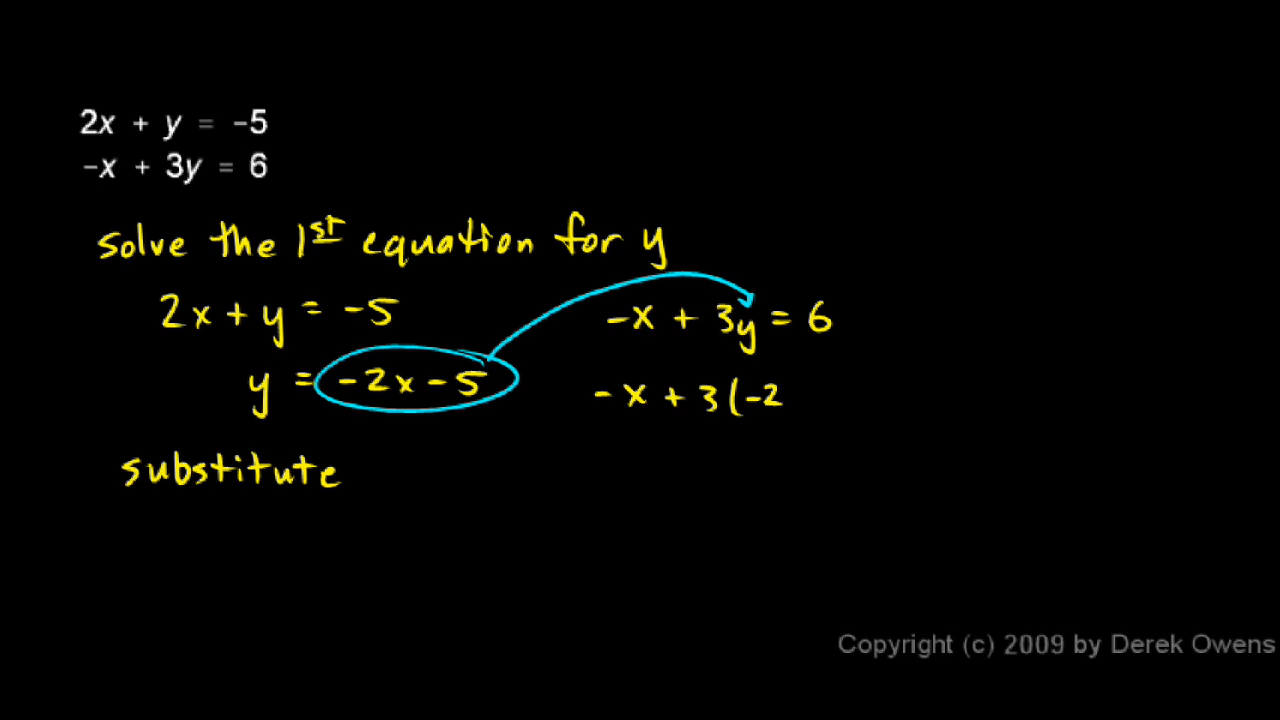 2x + y = -5
-x + 3y = 6
solve the 1st equation for y
2x + y = -5
-x + 3y = 6
y = -2x - 5
-x + 3(-2
substitute
Copyright (c) 2009 by Derek Owens